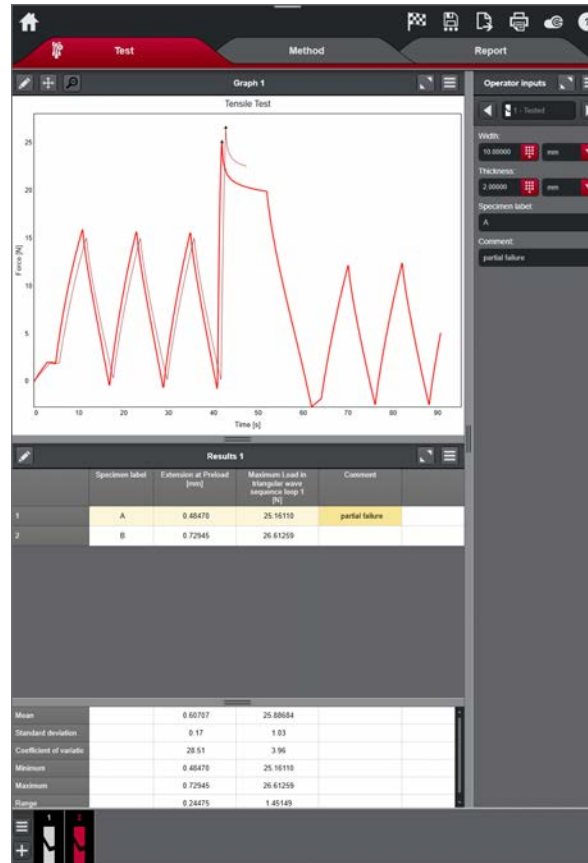 Test
Method
Report
Graph 1
Operator inputs
Tensile Test
1 - Tested
Width:
10.00000 mm
Thickness:
2.00000 mm
Specimen label:
A
Comment:
partial failure
Force [N]
25
20
15
10
5
0
0 10 20 30 40 50 60 70 80 90
Time [s]
Results 1
Specimen label
Extension at Preload [mm]
Maximum Load in triangular wave sequence loop 1 [N]
Comment
1 A 0.48470 25.16110 partial failure
2 B 0.72945 26.61259
Mean 0.60707 25.88684
Standard deviation 0.17 1.03
Coefficient of variatio 28.51 3.96
Minimum 0.48470 25.16110
Maximum 0.72945 26.61259
Range 0.24475 1.45149
1 2